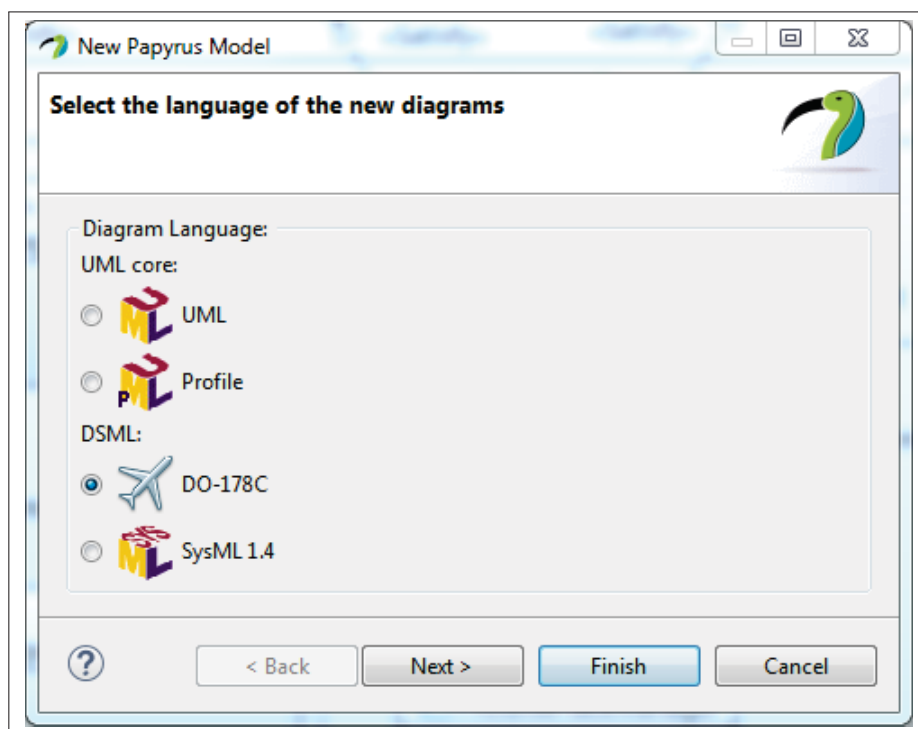 New Papyrus Model
Select the language of the new diagrams
Diagram Language:
UML core:
UML
Profile
DSML:
DO-178C
SysML 1.4
? < Back Next > Finish Cancel